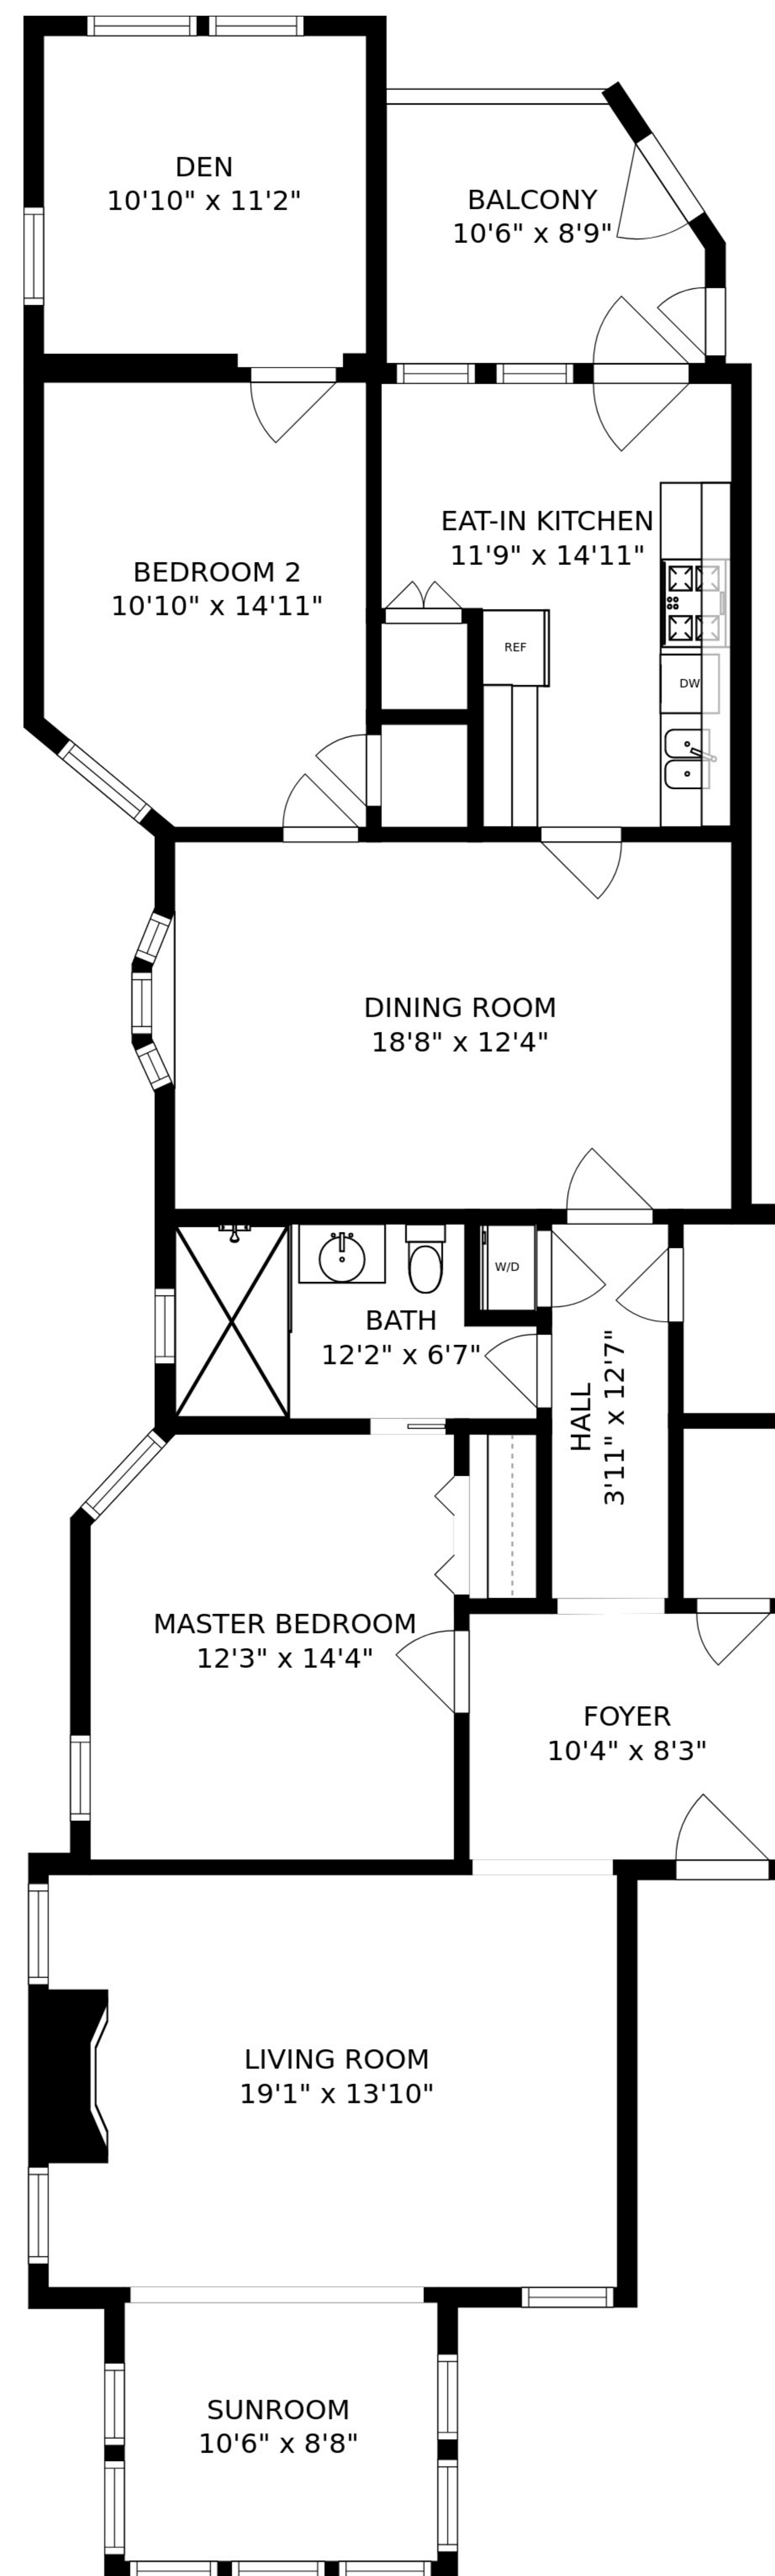 DEN
10'10" x 11'2"
BALCONY
10'6" x 8'9"
EAT-IN KITCHEN
11'9" x 14'11"
BEDROOM 2
10'10" x 14'11"
REF
DW
DINING ROOM
18'8" x 12'4"
W/D
BATH
12'2" x 6'7"
HALL
3'11" x 12'7"
MASTER BEDROOM
12'3" x 14'4"
FOYER
10'4" x 8'3"
LIVING ROOM
19'1" x 13'10"
SUNROOM
10'6" x 8'8"